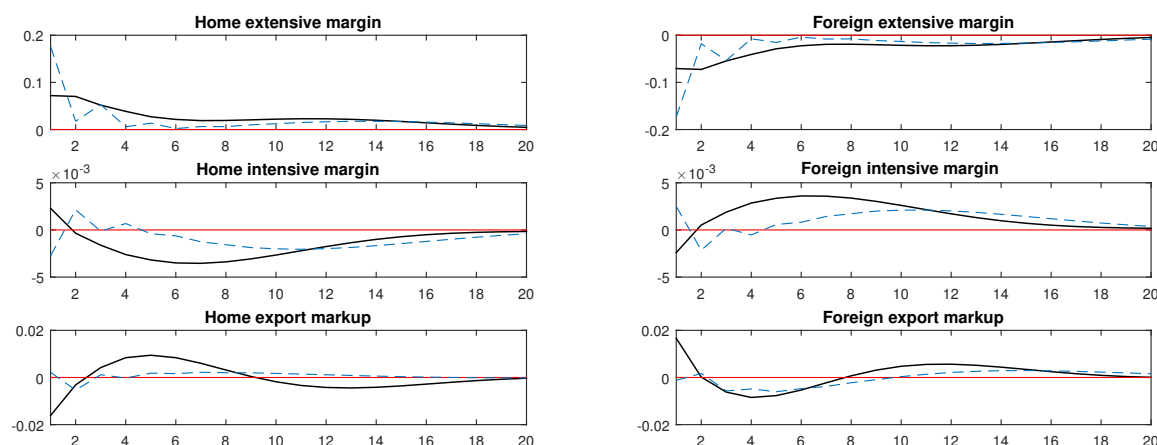 Home extensive margin
0.2
0.1
0
2 4 6 8 10 12 14 16 18 20
Foreign extensive margin
0
-0.1
-0.2
2 4 6 8 10 12 14 16 18 20
Home intensive margin
×10⁻³
5
0
-5
2 4 6 8 10 12 14 16 18 20
Foreign intensive margin
×10⁻³
5
0
-5
2 4 6 8 10 12 14 16 18 20
Home export markup
0.02
0
-0.02
2 4 6 8 10 12 14 16 18 20
Foreign export markup
0.02
0
-0.02
2 4 6 8 10 12 14 16 18 20